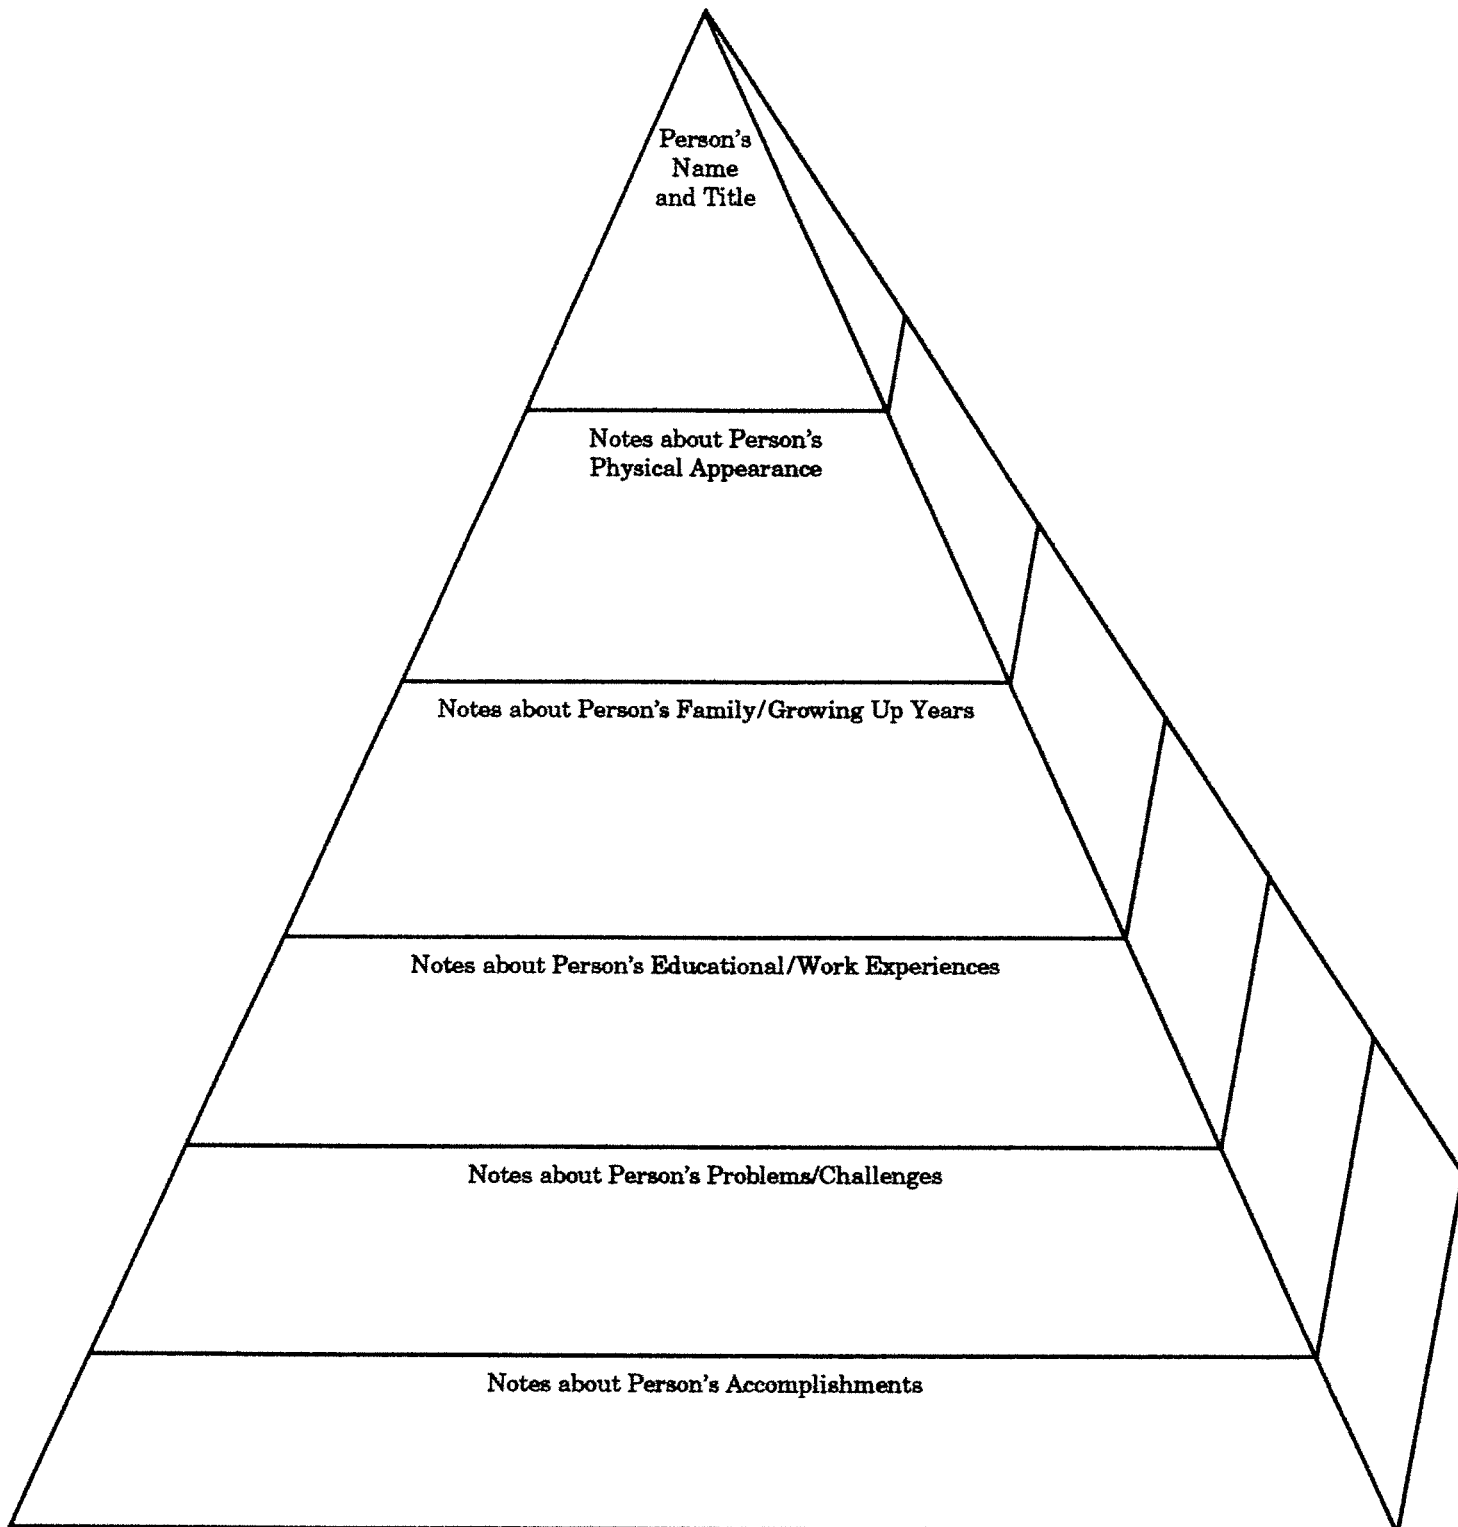 Person's
Name
and Title
Notes about Person's
Physical Appearance
Notes about Person's Family/Growing Up Years
Notes about Person's Educational/Work Experiences
Notes about Person's Problems/Challenges
Notes about Person's Accomplishments